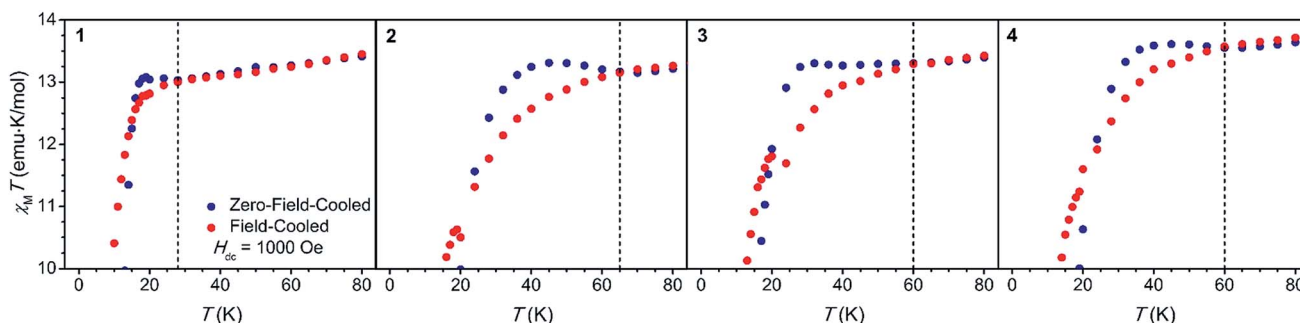 1
2
3
4
14
13
12
11
10
χM T (emu·K/mol)
Zero-Field-Cooled
Field-Cooled
Hdc = 1000 Oe
0 20 40 60 80 0 20 40 60 80 0 20 40 60 80 0 20 40 60 80
T (K) T (K) T (K) T (K)